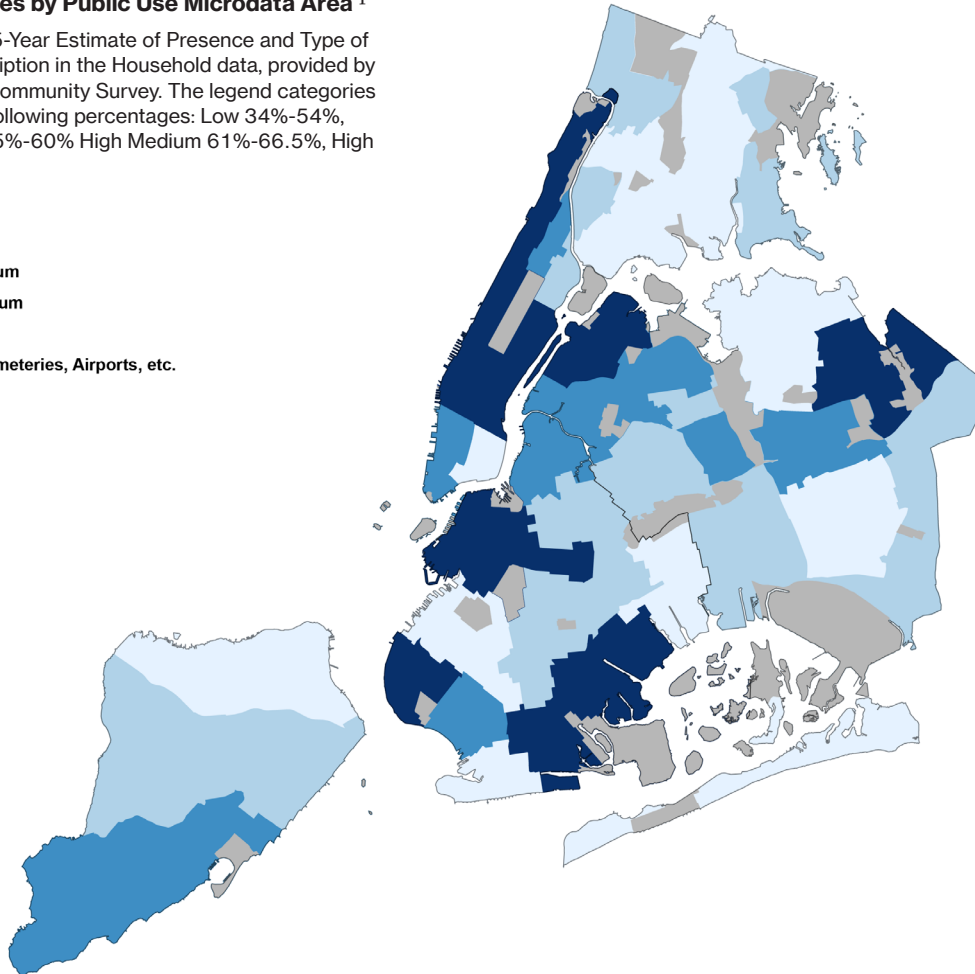 es by Public Use Microdata Area 1
5-Year Estimate of Presence and Type of
iption in the Household data, provided by
ommunity Survey. The legend categories
ollowing percentages: Low 34%-54%,
5%-60% High Medium 61%-66.5%, High
um
um
meteries, Airports, etc.